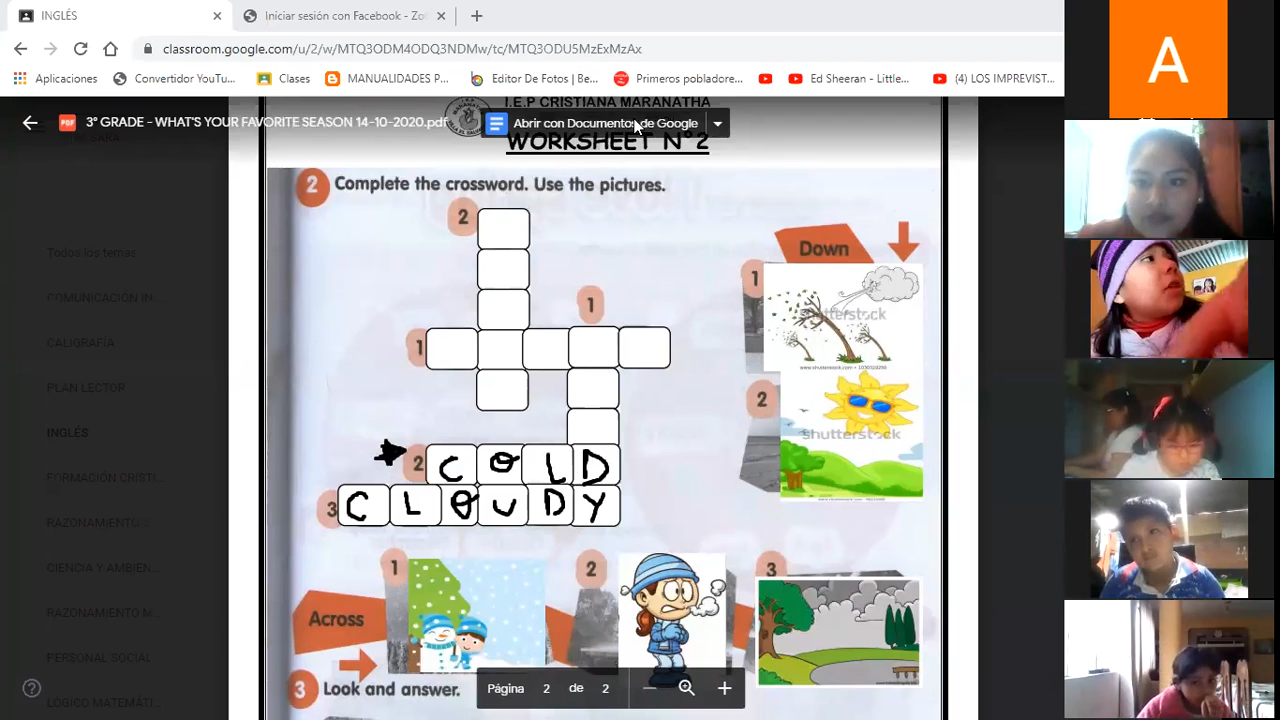 INGLÉS
Iniciar sesión con Facebook - Zo
classroom.google.com/u/2/w/MTQ3ODM4ODQ3NDMw/tc/MTQ3ODU5MzExMzAx
Aplicaciones
Convertidor YouTu...
Clases
MANUALIDADES P...
Editor De Fotos | Be...
Primeros pobladore...
Ed Sheeran - Little...
(4) LOS IMPREVIST...
I.E.P CRISTIANA MARANATHA
3° GRADE - WHAT'S YOUR FAVORITE SEASON 14-10-2020.pdf
Abrir con Documentos de Google
WORKSHEET N°2
A
2 Complete the crossword. Use the pictures.
2
1
1
2 C O L D
3 C L O U D Y
Down
1
shutterstock
2
shutterstock
Todos los temas
COMUNICACIÓN IN...
CALIGRAFÍA
PLAN LECTOR
INGLÉS
FORMACIÓN CRISTI...
RAZONAMIENTO
CIENCIA Y AMBIEN...
RAZONAMIENTO M...
PERSONAL SOCIAL
LÓGICO MATEMÁTI...
Across
1
2
3
3 Look and answer.
Página 2 de 2